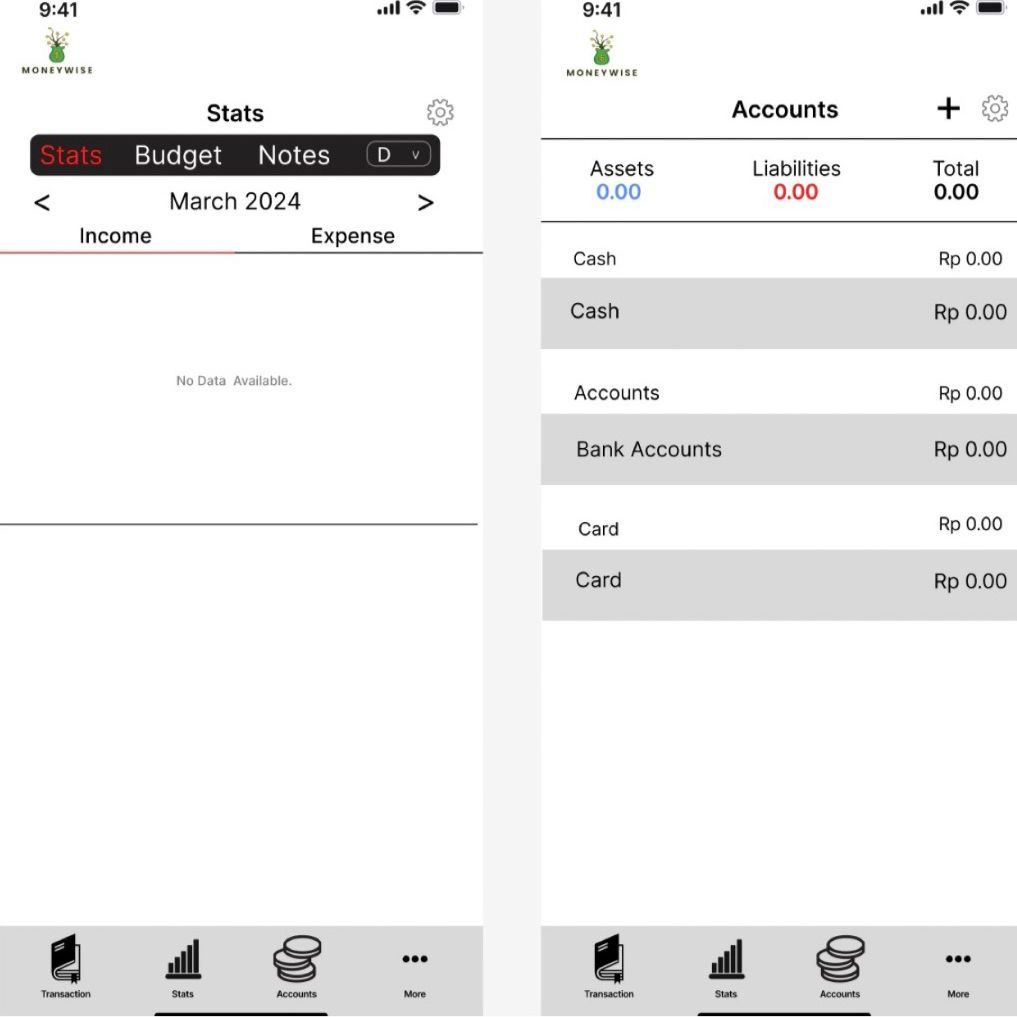 9:41
MONEYWISE
Stats
Stats Budget Notes D v
< March 2024 >
Income Expense
No Data Available.
Transaction Stats Accounts More
9:41
MONEYWISE
Accounts +
Assets Liabilities Total
0.00 0.00 0.00
Cash Rp 0.00
Cash Rp 0.00
Accounts Rp 0.00
Bank Accounts Rp 0.00
Card Rp 0.00
Card Rp 0.00
Transaction Stats Accounts More